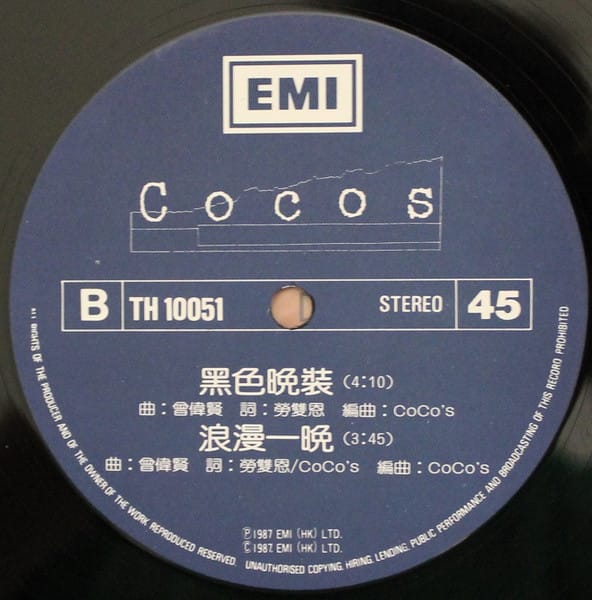 EMI
Cocos
B TH 10051 STEREO 45
黑色晚裝 (4:10)
曲:曾偉賢 詞:勞雙恩 編曲:CoCo's
浪漫一晚 (3:45)
曲:曾偉賢 詞:勞雙恩/CoCo's 編曲:CoCo's
Ⓟ1987 EMI (HK) LTD.
©1987 EMI (HK) LTD.
ALL RIGHTS OF THE PRODUCER AND OF THE OWNER OF THE WORK REPRODUCED RESERVED. UNAUTHORISED COPYING, HIRING, LENDING, PUBLIC PERFORMANCE AND BROADCASTING OF THIS RECORD PROHIBITED